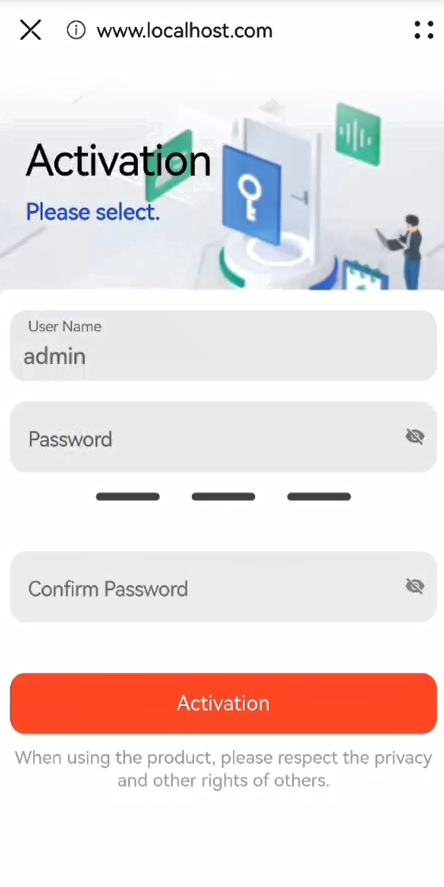 www.localhost.com
Activation
Please select.
User Name
admin
Password
Confirm Password
Activation
When using the product, please respect the privacy
and other rights of others.